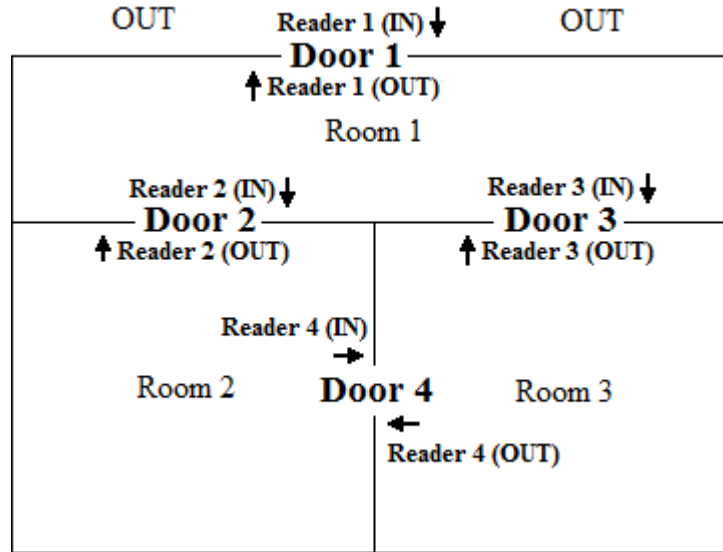 OUT
Reader 1 (IN)
OUT
Door 1
Reader 1 (OUT)
Room 1
Reader 2 (IN)
Reader 3 (IN)
Door 2
Door 3
Reader 2 (OUT)
Reader 3 (OUT)
Reader 4 (IN)
Room 2
Door 4
Room 3
Reader 4 (OUT)